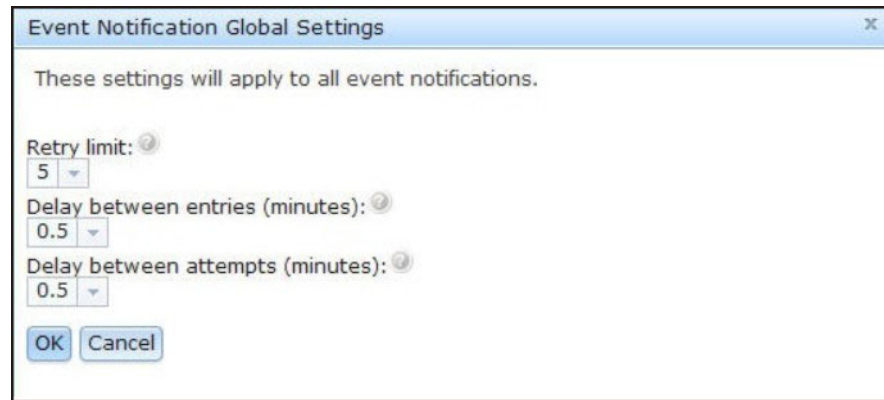 Event Notification Global Settings x
These settings will apply to all event notifications.
Retry limit: ?
5
Delay between entries (minutes): ?
0.5
Delay between attempts (minutes): ?
0.5
OK Cancel